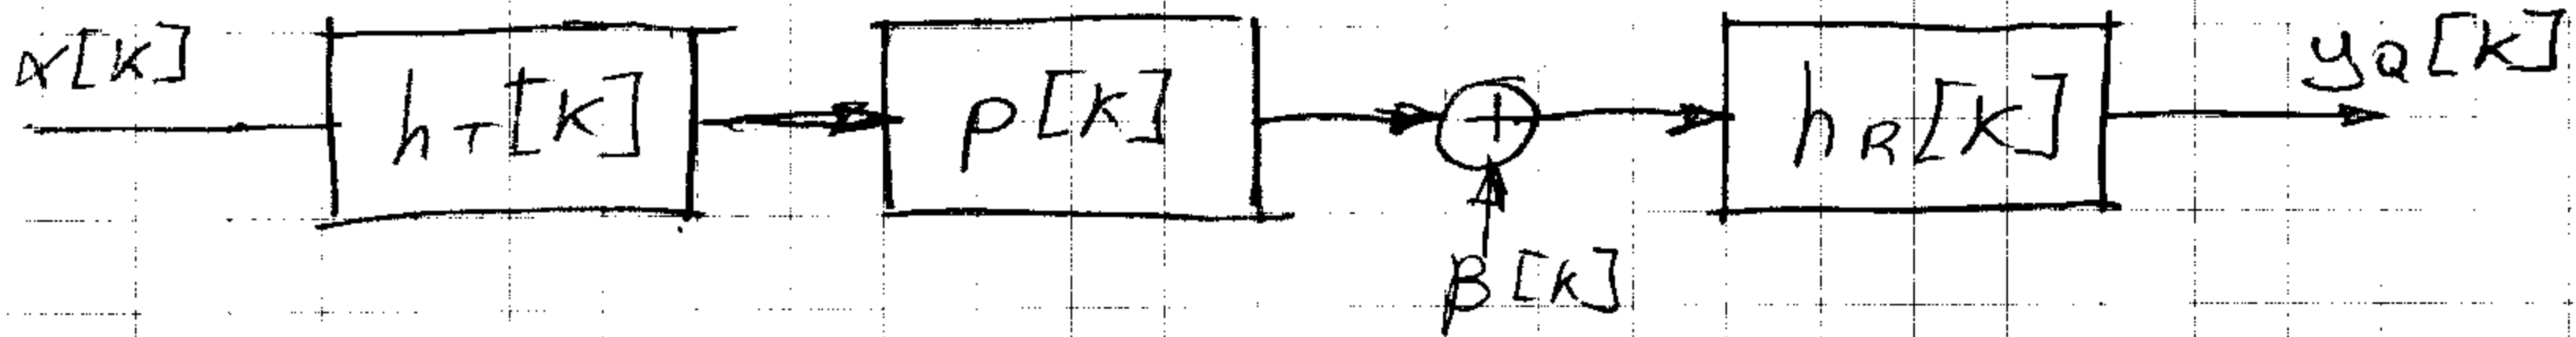 α[K] h_T[K] p[K] + h_R[K] y_Q[K]
β[K]